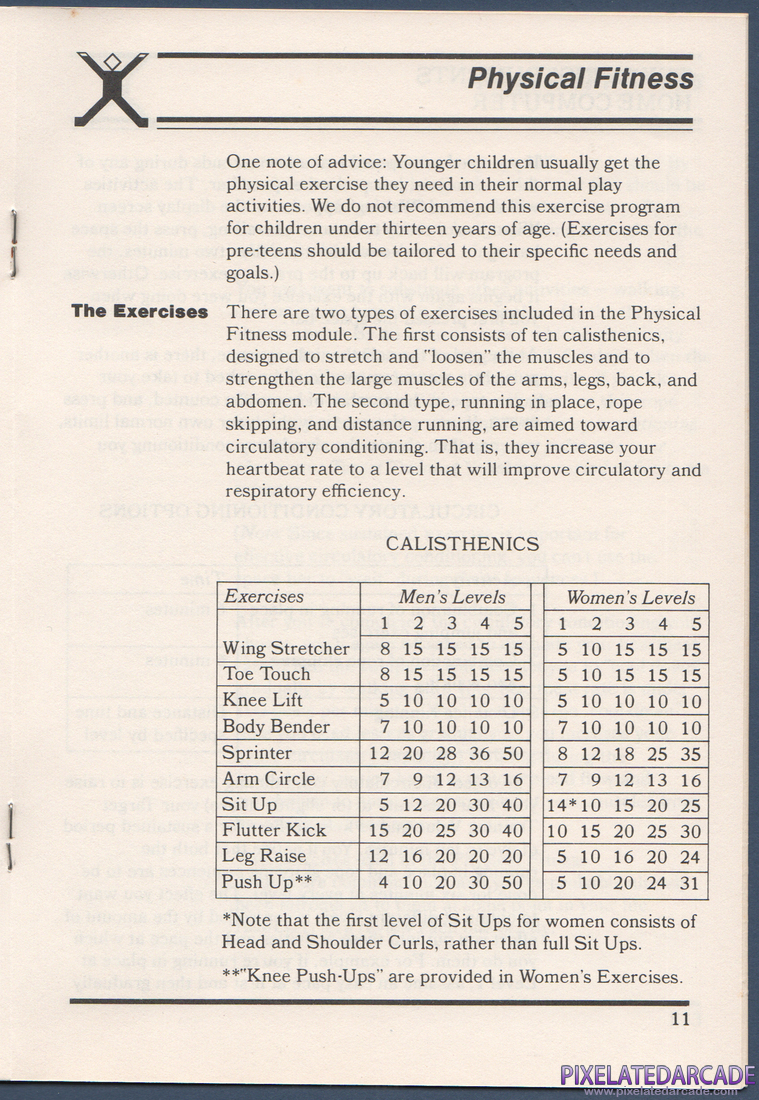 Physical Fitness
One note of advice: Younger children usually get the
physical exercise they need in their normal play
activities. We do not recommend this exercise program
for children under thirteen years of age. (Exercises for
pre-teens should be tailored to their specific needs and
goals.)
The Exercises There are two types of exercises included in the Physical
Fitness module. The first consists of ten calisthenics,
designed to stretch and "loosen" the muscles and to
strengthen the large muscles of the arms, legs, back, and
abdomen. The second type, running in place, rope
skipping, and distance running, are aimed toward
circulatory conditioning. That is, they increase your
heartbeat rate to a level that will improve circulatory and
respiratory efficiency.
CALISTHENICS
Exercises Men's Levels Women's Levels
1 2 3 4 5 1 2 3 4 5
Wing Stretcher 8 15 15 15 15 5 10 15 15 15
Toe Touch 8 15 15 15 15 5 10 15 15 15
Knee Lift 5 10 10 10 10 5 10 10 10 10
Body Bender 7 10 10 10 10 7 10 10 10 10
Sprinter 12 20 28 36 50 8 12 18 25 35
Arm Circle 7 9 12 13 16 7 9 12 13 16
Sit Up 5 12 20 30 40 14* 10 15 20 25
Flutter Kick 15 20 25 30 40 10 15 20 25 30
Leg Raise 12 16 20 20 20 5 10 16 20 24
Push Up** 4 10 20 30 50 5 10 20 24 31
*Note that the first level of Sit Ups for women consists of
Head and Shoulder Curls, rather than full Sit Ups.
**"Knee Push-Ups" are provided in Women's Exercises.
11
PIXELATEDARCADE
www.pixelatedarcade.com